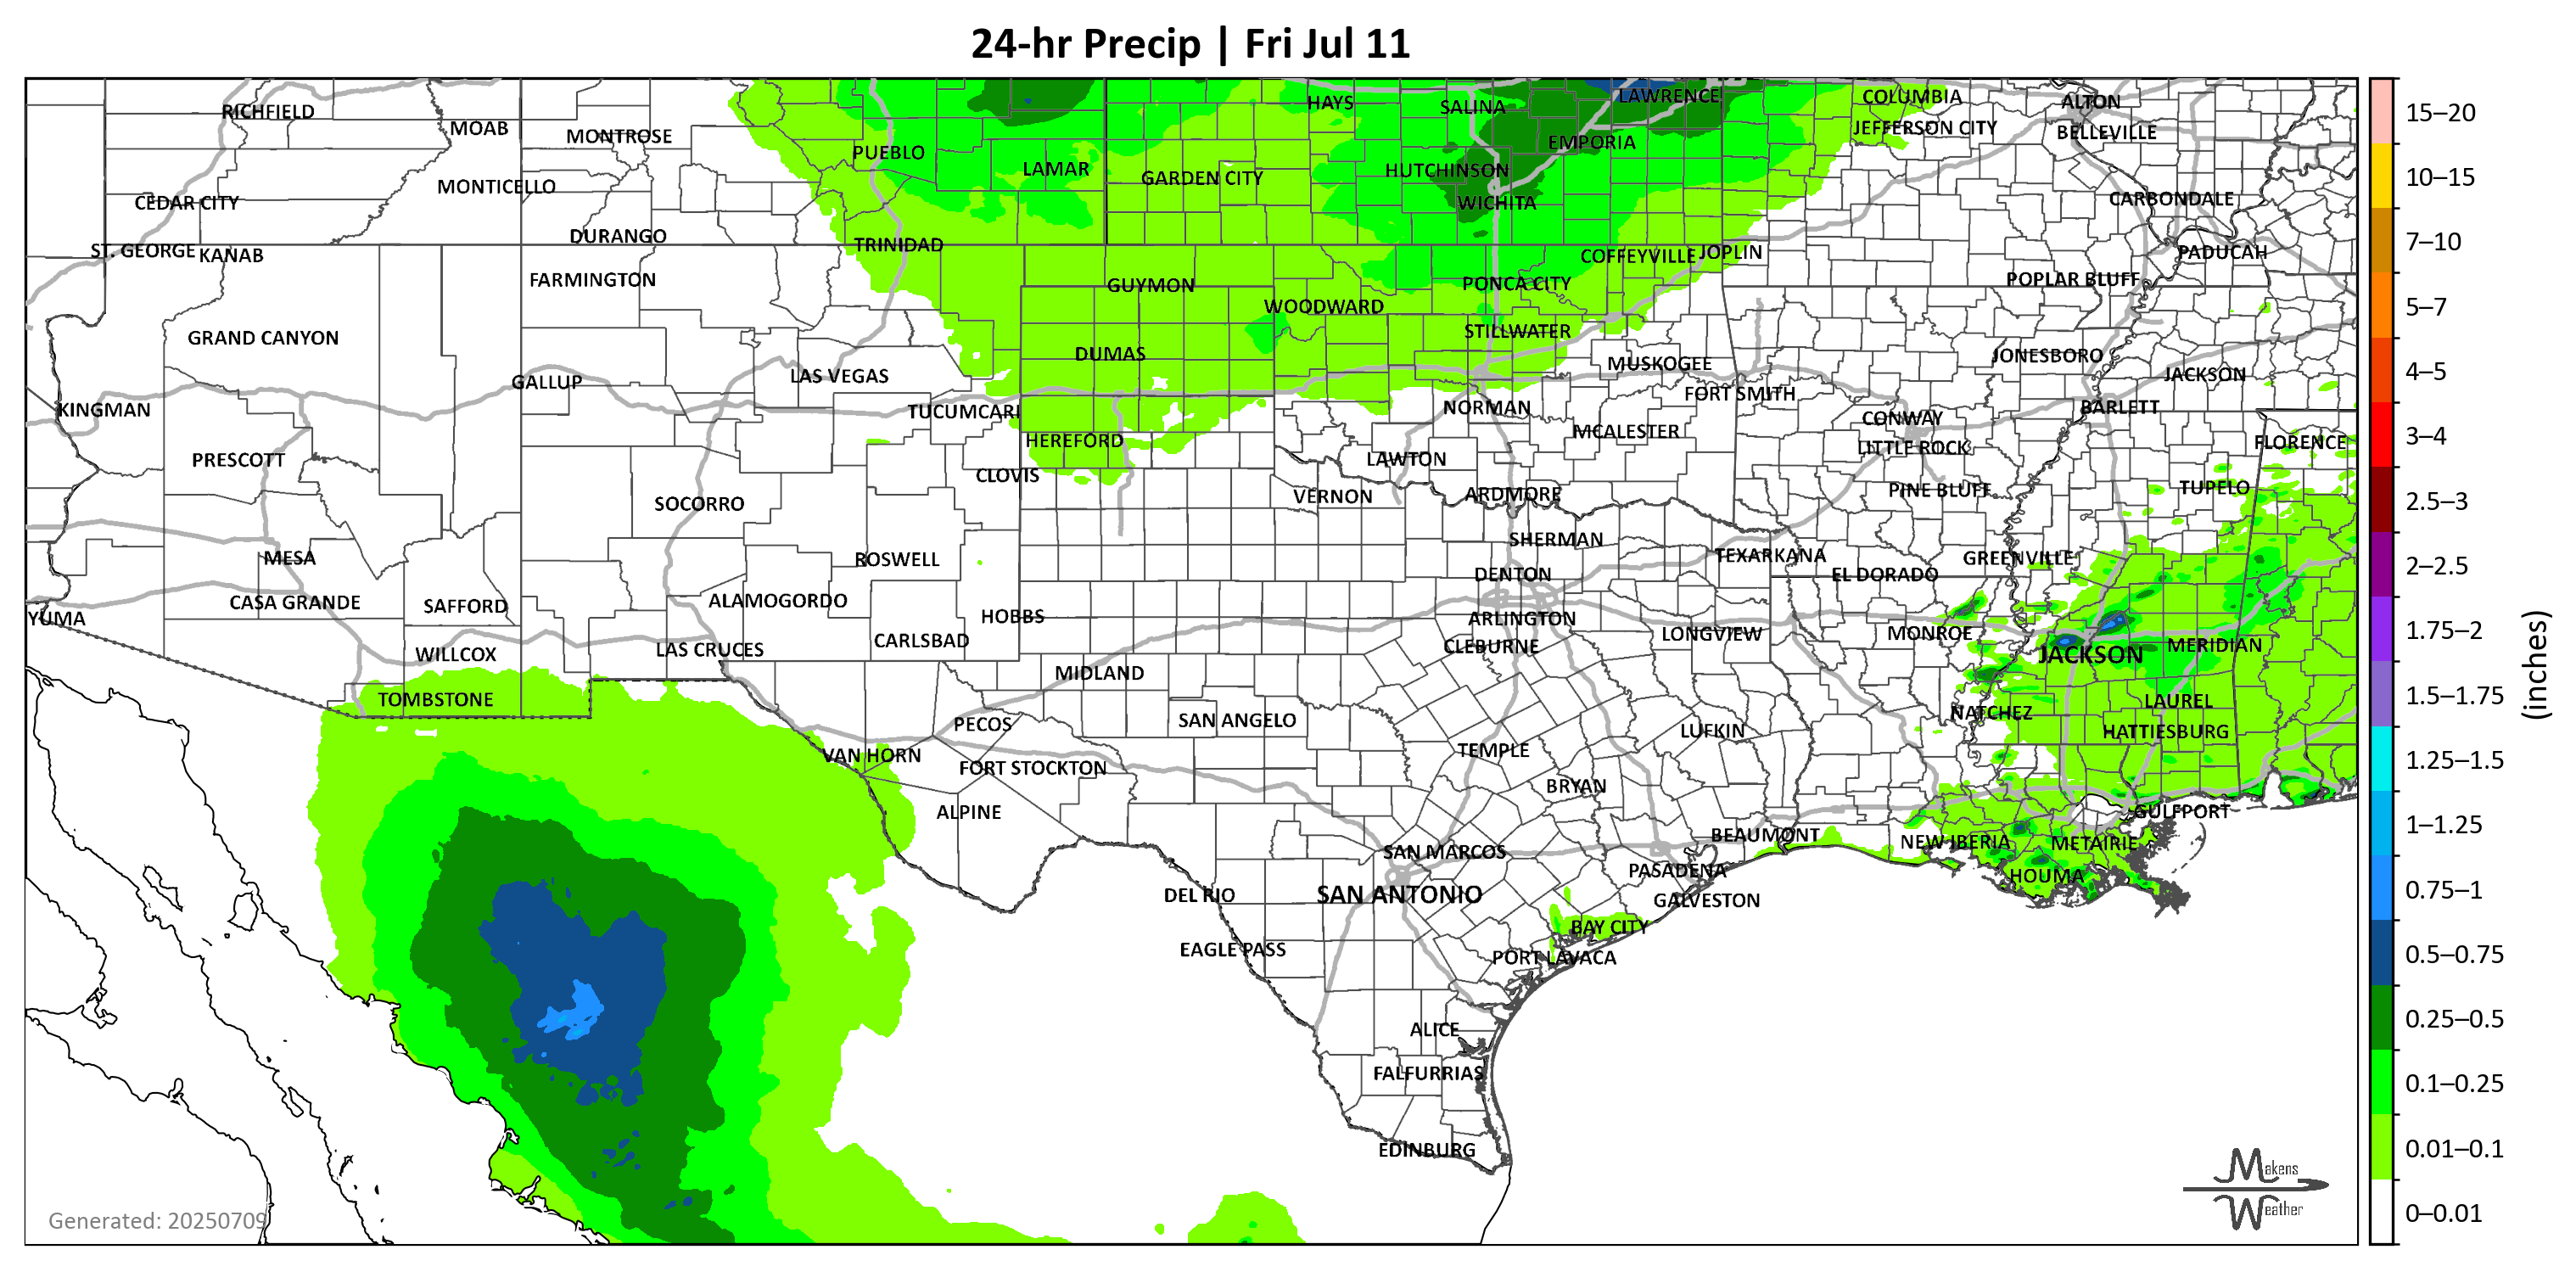 24-hr Precip | Fri Jul 11
RICHFIELD
MOAB
MONTROSE
PUEBLO
LAMAR
HAYS
SALINA
LAWRENCE
COLUMBIA
ALTON
JEFFERSON CITY
BELLEVILLE
EMPORIA
HUTCHINSON
GARDEN CITY
MONTICELLO
CEDAR CITY
WICHITA
CARBONDALE
DURANGO
TRINIDAD
ST. GEORGE
KANAB
COFFEYVILLE
JOPLIN
PADUCAH
FARMINGTON
GUYMON
PONCA CITY
POPLAR BLUFF
WOODWARD
GRAND CANYON
STILLWATER
DUMAS
MUSKOGEE
JONESBORO
GALLUP
LAS VEGAS
FORT SMITH
JACKSON
KINGMAN
TUCUMCARI
NORMAN
BARLETT
CONWAY
HEREFORD
MCALESTER
LITTLE ROCK
FLORENCE
PRESCOTT
LAWTON
CLOVIS
SOCORRO
VERNON
ARDMORE
PINE BLUFF
TUPELO
MESA
ROSWELL
SHERMAN
TEXARKANA
GREENVILLE
DENTON
EL DORADO
CASA GRANDE
SAFFORD
ALAMOGORDO
HOBBS
YUMA
ARLINGTON
CARLSBAD
LONGVIEW
MONROE
CLEBURNE
MERIDIAN
WILLCOX
LAS CRUCES
JACKSON
MIDLAND
TOMBSTONE
LAUREL
PECOS
SAN ANGELO
NATCHEZ
LUFKIN
HATTIESBURG
VAN HORN
TEMPLE
FORT STOCKTON
BRYAN
ALPINE
GULFPORT
BEAUMONT
NEW IBERIA
METAIRIE
SAN MARCOS
PASADENA
HOUMA
DEL RIO
SAN ANTONIO
GALVESTON
BAY CITY
EAGLE PASS
PORT LAVACA
ALICE
FALFURRIAS
EDINBURG
Generated: 20250709
Makens
Weather
15–20
10–15
7–10
5–7
4–5
3–4
2.5–3
2–2.5
1.75–2
1.5–1.75
1.25–1.5
1–1.25
0.75–1
0.5–0.75
0.25–0.5
0.1–0.25
0.01–0.1
0–0.01
(inches)